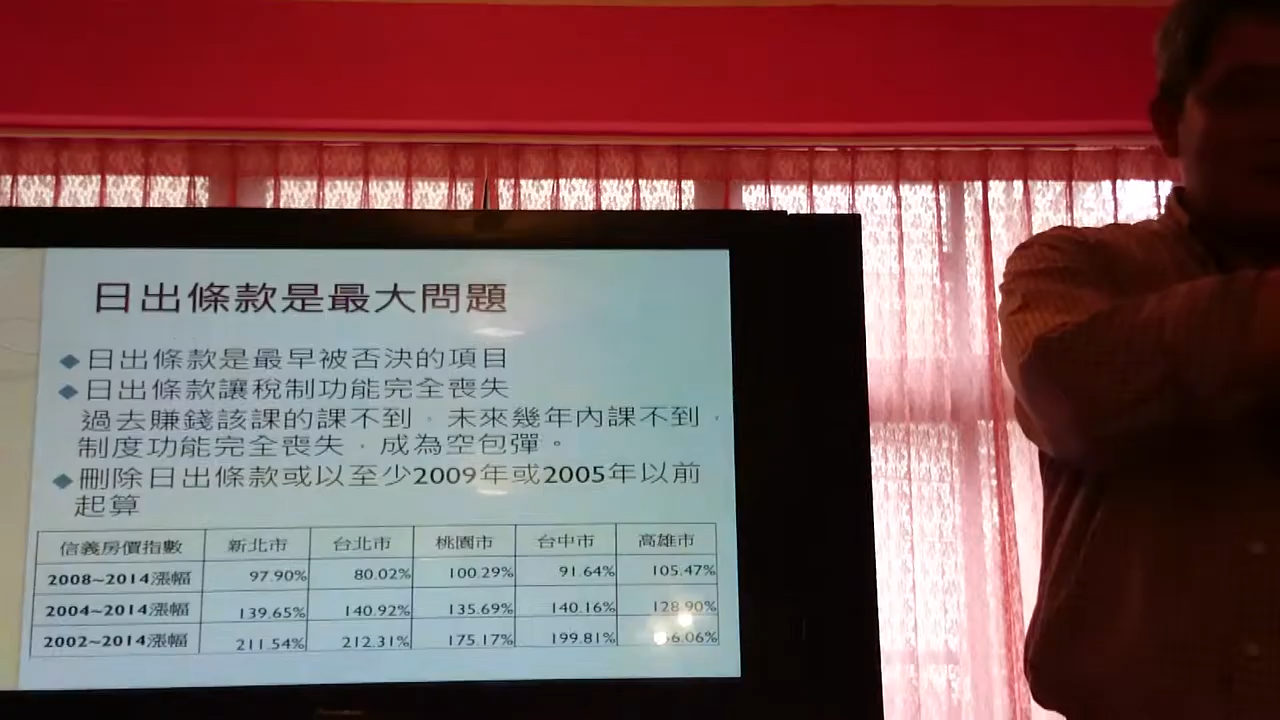 日出條款是最大問題
◆日出條款是最早被否決的項目
◆日出條款讓稅制功能完全喪失
過去賺錢該課的課不到，未來幾年內課不到，
制度功能完全喪失，成為空包彈。
◆刪除日出條款或以至少2009年或2005年以前
起算
信義房價指數 新北市 台北市 桃園市 台中市 高雄市
2008~2014漲幅 97.90% 80.02% 100.29% 91.64% 105.47%
2004~2014漲幅 139.65% 140.92% 135.69% 140.16% 128.90%
2002~2014漲幅 211.54% 212.31% 175.17% 199.81%